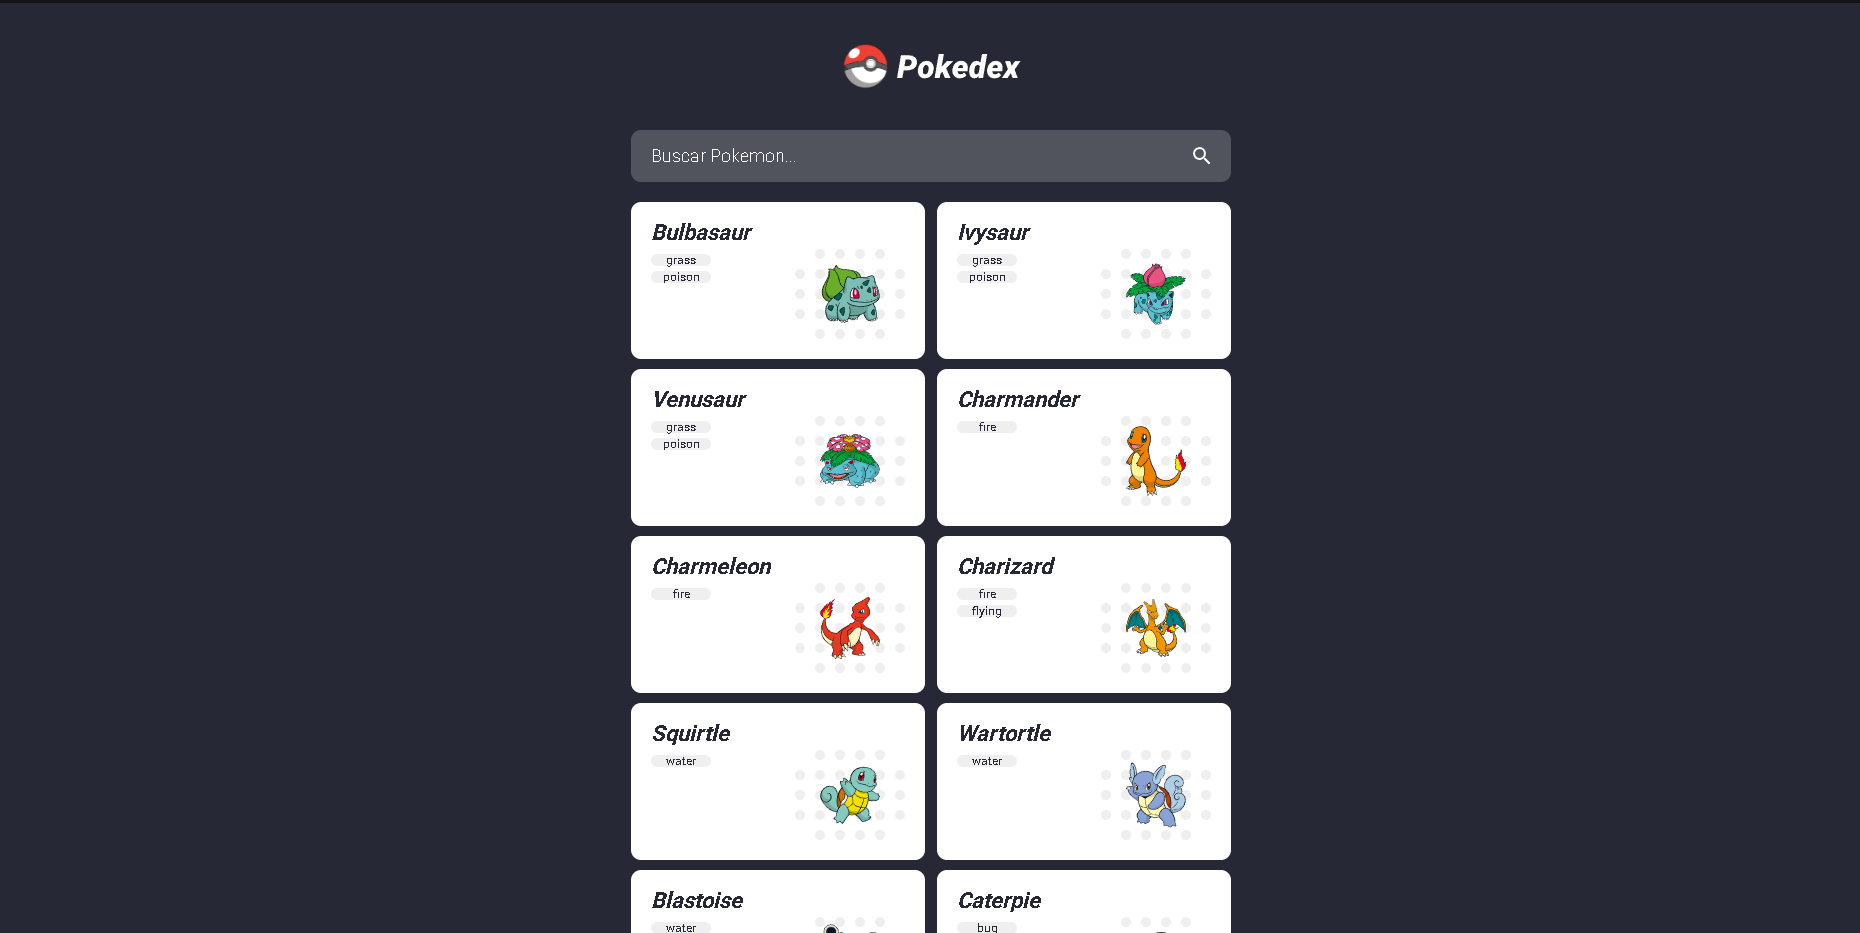 Pokedex
Buscar Pokemon...
Bulbasaur
grass
poison
Ivysaur
grass
poison
Venusaur
grass
poison
Charmander
fire
Charmeleon
fire
Charizard
fire
flying
Squirtle
water
Wartortle
water
Blastoise
water
Caterpie
bug